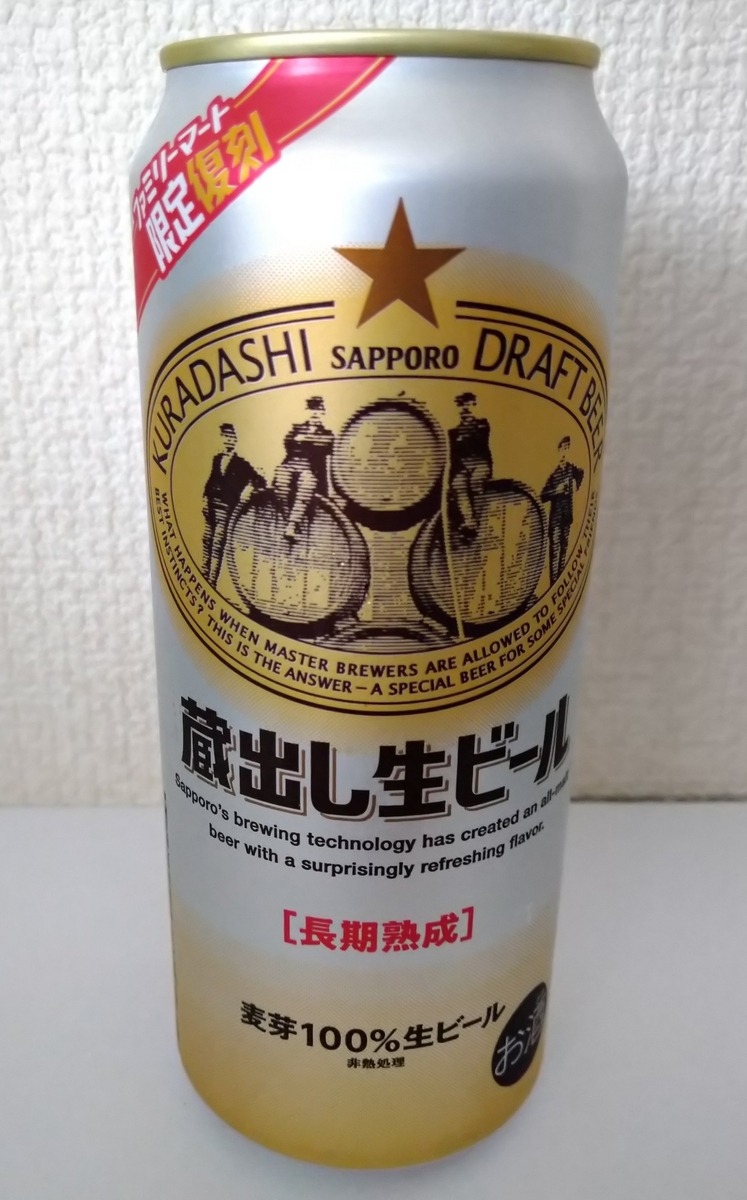 ファミリーマート
限定復刻
KURADASHI SAPPORO DRAFT BEER
WHAT HAPPENS WHEN MASTER BREWERS ARE ALLOWED TO FOLLOW THEIR
BEST INSTINCTS? THIS IS THE ANSWER – A SPECIAL BEER FOR SOME SPECIAL
蔵出し生ビール
Sapporo's brewing technology has created an all-malt
beer with a surprisingly refreshing flavor.
[長期熟成]
麦芽100%生ビール
非熱処理
お酒